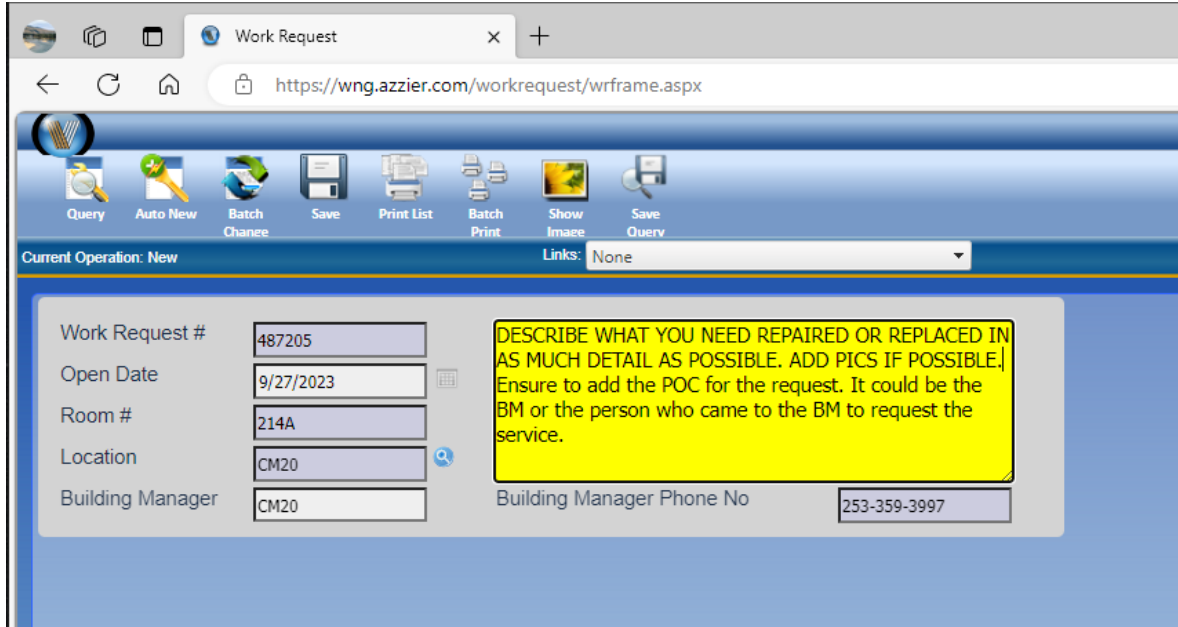 Work Request
https://wng.azzier.com/workrequest/wrframe.aspx
Query
Auto New
Batch Change
Save
Print List
Batch Print
Show Image
Save Query
Current Operation: New
Links: None
Work Request # 487205
Open Date 9/27/2023
Room # 214A
Location CM20
Building Manager CM20
DESCRIBE WHAT YOU NEED REPAIRED OR REPLACED IN
AS MUCH DETAIL AS POSSIBLE. ADD PICS IF POSSIBLE.
Ensure to add the POC for the request. It could be the
BM or the person who came to the BM to request the
service.
Building Manager Phone No 253-359-3997